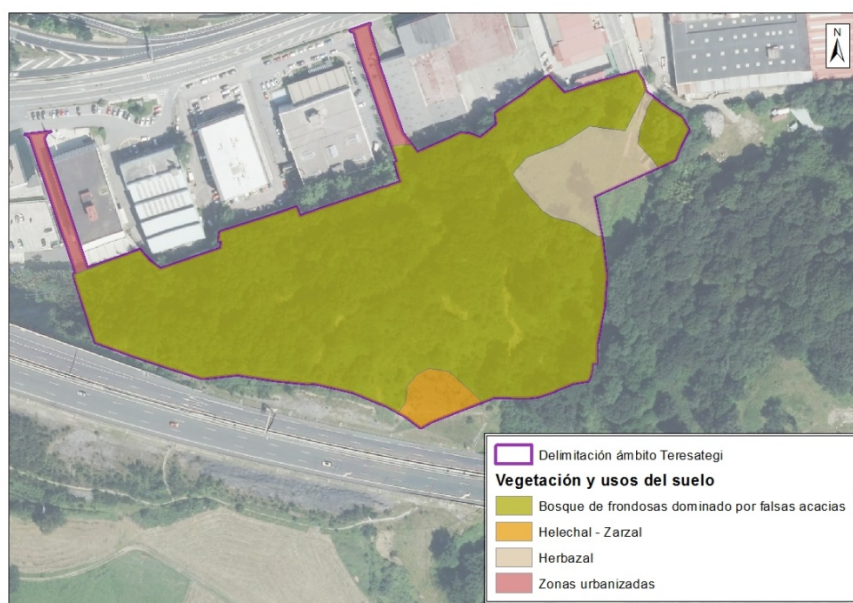 N
Delimitación ámbito Teresategi
Vegetación y usos del suelo
Bosque de frondosas dominado por falsas acacias
Helechal - Zarzal
Herbazal
Zonas urbanizadas